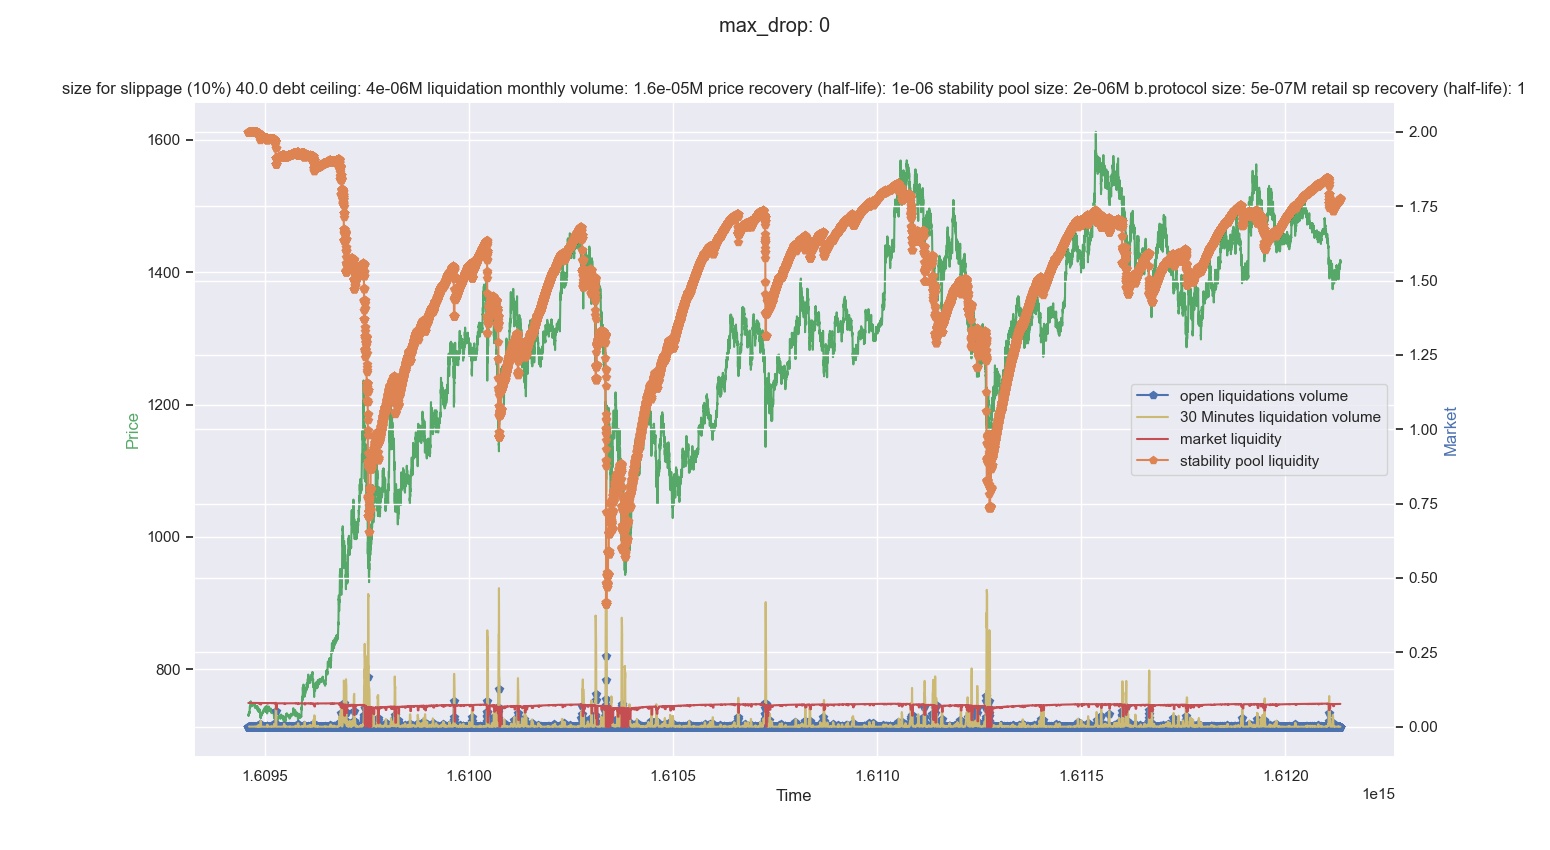 max_drop: 0
size for slippage (10%) 40.0 debt ceiling: 4e-06M liquidation monthly volume: 1.6e-05M price recovery (half-life): 1e-06 stability pool size: 2e-06M b.protocol size: 5e-07M retail sp recovery (half-life): 1
1600
1400
1200
1000
800
Price
2.00
1.75
1.50
1.25
1.00
0.75
0.50
0.25
0.00
Market
open liquidations volume
30 Minutes liquidation volume
market liquidity
stability pool liquidity
1.6095 1.6100 1.6105 1.6110 1.6115 1.6120
Time
1e15